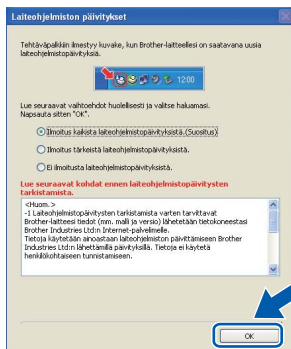 Laiteohjelmiston päivitykset
Tehtäväpalkkiin ilmestyy kuvake, kun Brother-laitteellesi on saatavana uusia
laiteohjelmistopäivityksiä.
12:00
Lue seuraavat vaihtoehdot huolellisesti ja valitse haluamasi.
Napsauta sitten "OK".
Ilmoitus kaikista laiteohjelmistopäivityksistä.(Suositus)
Ilmoitus tärkeistä laiteohjelmistopäivityksistä.
Ei ilmoitusta laiteohjelmistopäivityksistä.
Lue seuraavat kohdat ennen laiteohjelmistopäivitysten
tarkistamista.
<Huom.>
-1 Laiteohjelmistopäivitysten tarkistamista varten tarvittavat
Brother-laitteesi tiedot (mm. malli ja versio) lähetetään tietokoneestasi
Brother Industries Ltd:n Internet-palvelimelle.
Tietoja käytetään ainoastaan laiteohjelmiston päivittämiseen Brother
Industries Ltd:n lähettämillä päivityksillä. Tietoja ei käytetä
henkilökohtaiseen tunnistamiseen.
OK